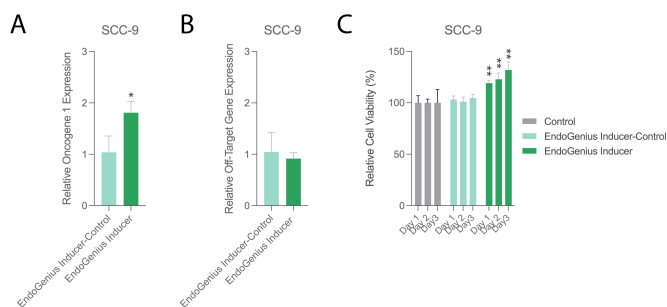 A
SCC-9
Relative Oncogene 1 Expression
3
2
1
0
*
EndoGenius Inducer-Control
EndoGenius Inducer
B
SCC-9
Relative Off-Target Gene Expression
3
2
1
0
EndoGenius Inducer-Control
EndoGenius Inducer
C
SCC-9
Relative Cell Viability (%)
150
100
50
0
**
**
**
Day 1
Day 2
Day3
Day 1
Day 2
Day3
Day 1
Day 2
Day3
Control
EndoGenius Inducer-Control
EndoGenius Inducer